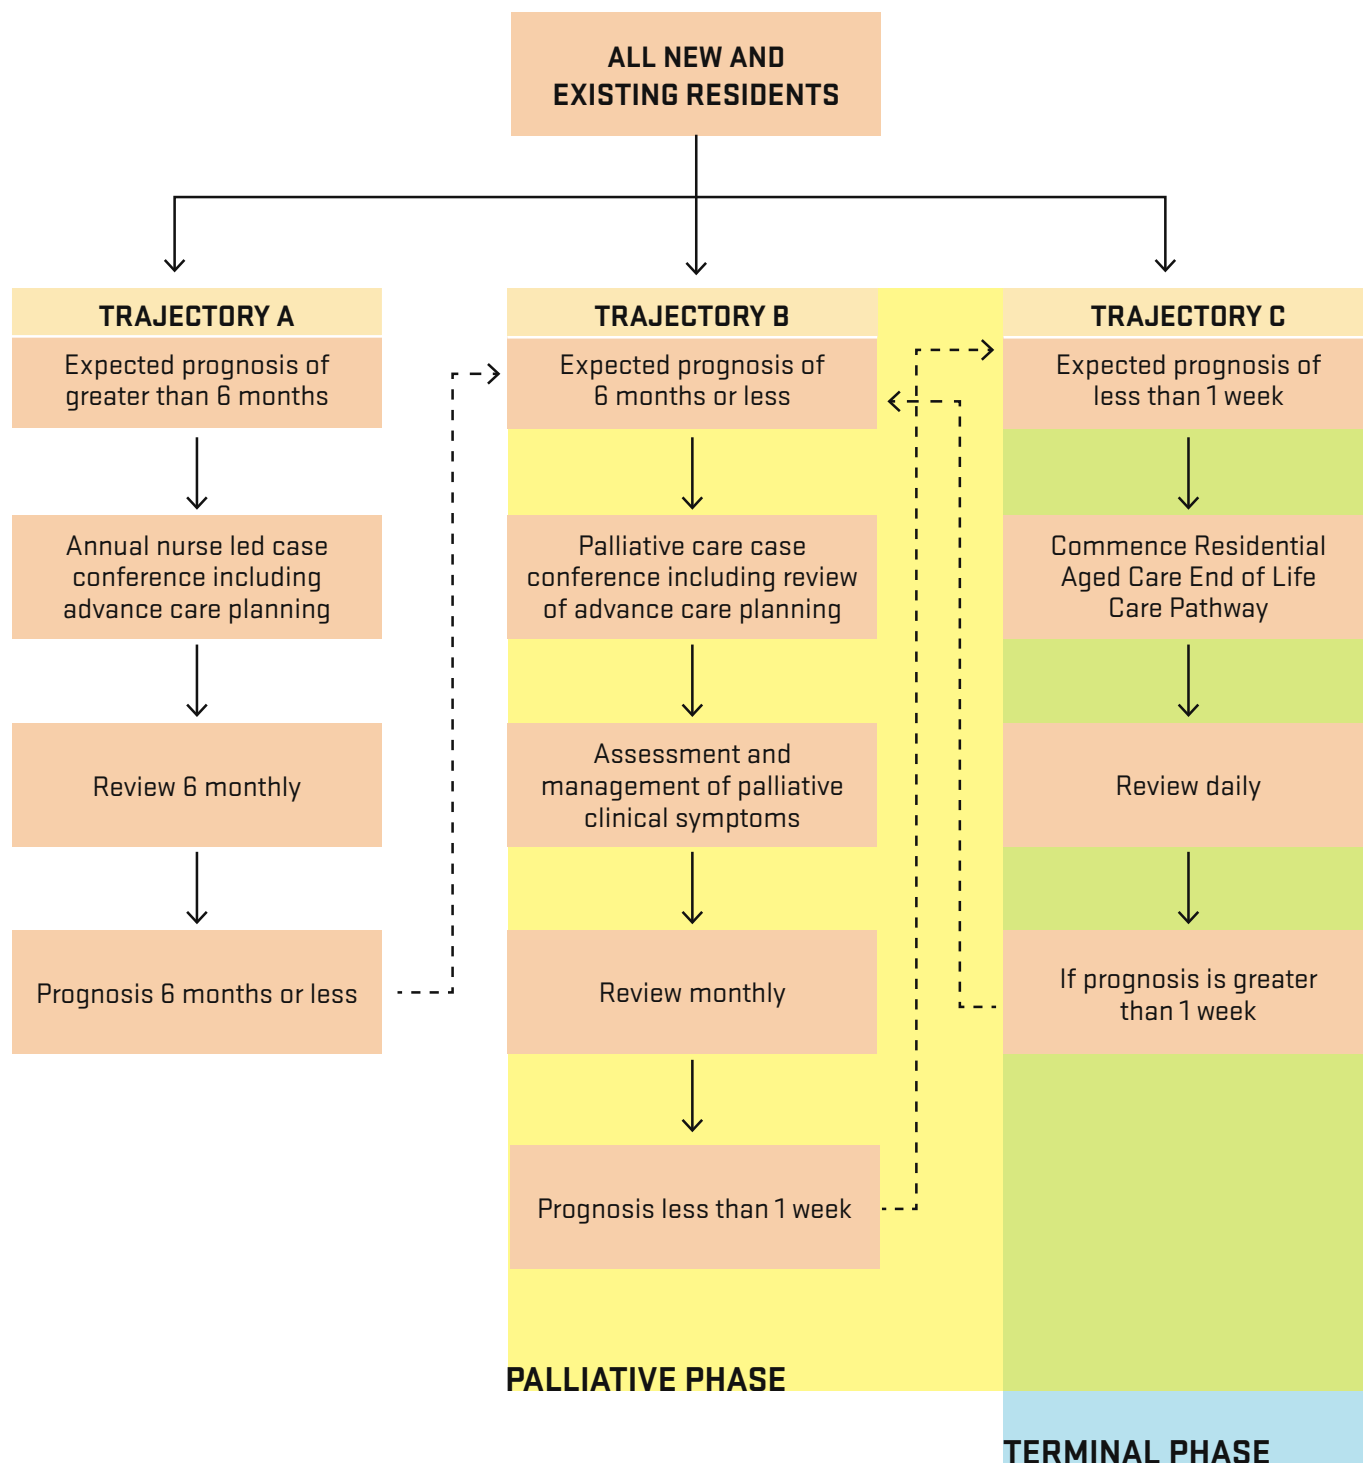 ALL NEW AND
EXISTING RESIDENTS
TRAJECTORY A
Expected prognosis of
greater than 6 months
Annual nurse led case
conference including
advance care planning
Review 6 monthly
Prognosis 6 months or less
TRAJECTORY B
Expected prognosis of
6 months or less
Palliative care case
conference including review
of advance care planning
Assessment and
management of palliative
clinical symptoms
Review monthly
Prognosis less than 1 week
PALLIATIVE PHASE
TRAJECTORY C
Expected prognosis of
less than 1 week
Commence Residential
Aged Care End of Life
Care Pathway
Review daily
If prognosis is greater
than 1 week
TERMINAL PHASE